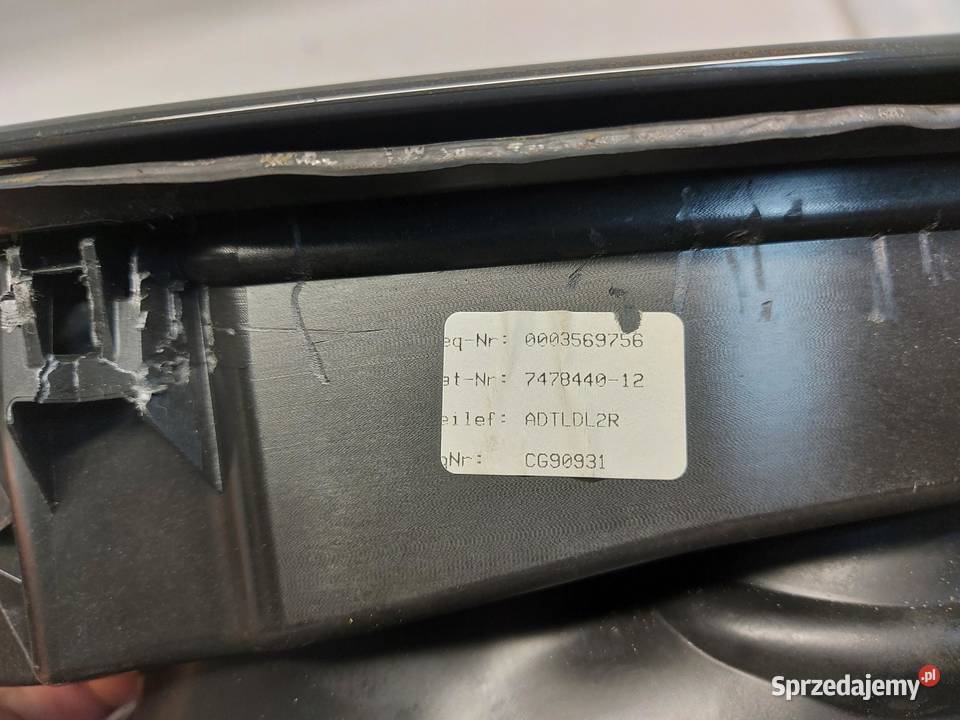 eq-Nr: 0003569756
at-Nr: 7478440-12
eilef: ADTLDL2R
Nr: CG90931
Sprzedajemy.pl